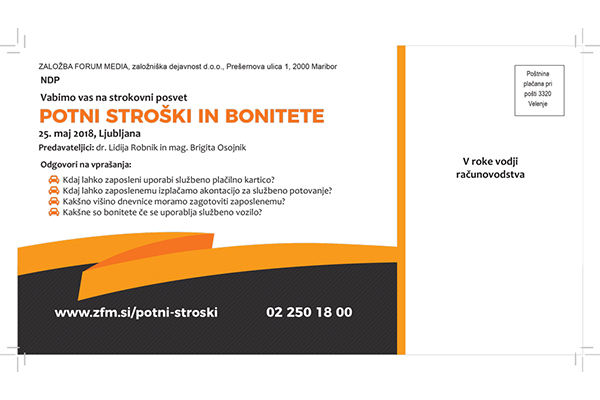 ZALOŽBA FORUM MEDIA, založniška dejavnost d.o.o., Prešernova ulica 1, 2000 Maribor
NDP
Vabimo vas na strokovni posvet
POTNI STROŠKI IN BONITETE
25. maj 2018, Ljubljana
Predavateljici: dr. Lidija Robnik in mag. Brigita Osojnik
Odgovori na vprašanja:
Kdaj lahko zaposleni uporabi službeno plačilno kartico?
Kdaj lahko zaposlenemu izplačamo akontacijo za službeno potovanje?
Kakšno višino dnevnice moramo zagotoviti zaposlenemu?
Kakšne so bonitete če se uporablja službeno vozilo?
www.zfm.si/potni-stroski
02 250 18 00
Poštnina
plačana pri
pošti 3320
Velenje
V roke vodji
računovodstva